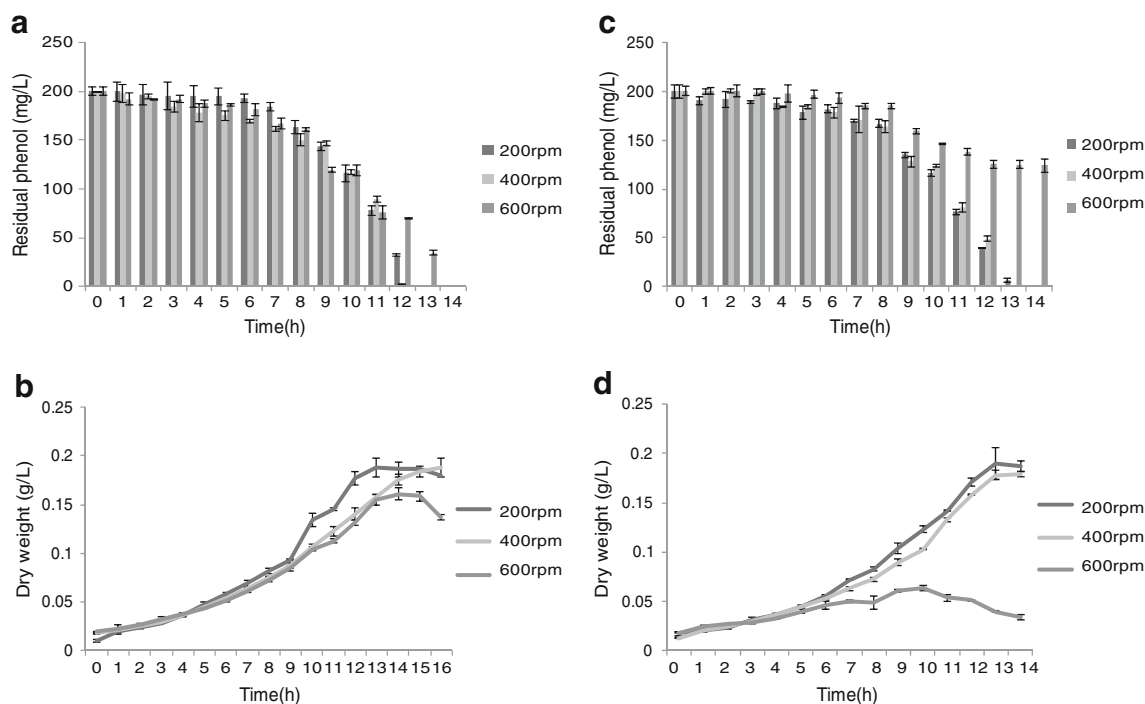 a
Residual phenol (mg/L)
250
200
150
100
50
0
0 1 2 3 4 5 6 7 8 9 10 11 12 13 14
Time(h)
200rpm
400rpm
600rpm
c
Residual phenol (mg/L)
250
200
150
100
50
0
0 1 2 3 4 5 6 7 8 9 10 11 12 13 14
Time(h)
200rpm
400rpm
600rpm
b
Dry weight (g/L)
0.25
0.2
0.15
0.1
0.05
0
0 1 2 3 4 5 6 7 8 9 10 11 12 13 14 15 16
Time(h)
200rpm
400rpm
600rpm
d
Dry weight (g/L)
0.25
0.2
0.15
0.1
0.05
0
0 1 2 3 4 5 6 7 8 9 10 11 12 13 14
Time(h)
200rpm
400rpm
600rpm